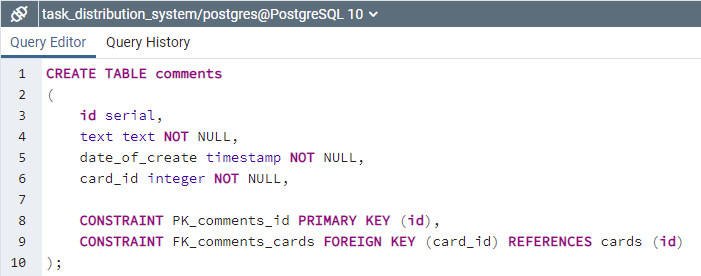 task_distribution_system/postgres@PostgreSQL 10
Query Editor Query History
1 CREATE TABLE comments
2 (
3 id serial,
4 text text NOT NULL,
5 date_of_create timestamp NOT NULL,
6 card_id integer NOT NULL,
7
8 CONSTRAINT PK_comments_id PRIMARY KEY (id),
9 CONSTRAINT FK_comments_cards FOREIGN KEY (card_id) REFERENCES cards (id)
10 );